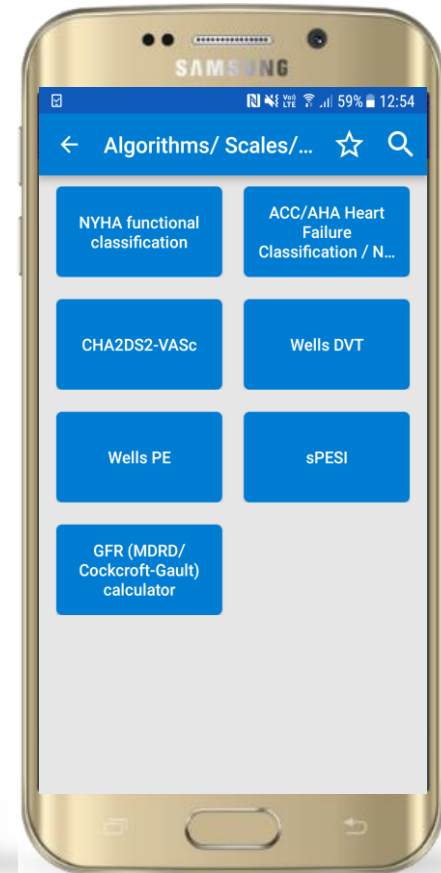 SAMSUNG
59% 12:54
Algorithms/ Scales/...
NYHA functional
classification
ACC/AHA Heart
Failure
Classification / N...
CHA2DS2-VASc
Wells DVT
Wells PE
sPESI
GFR (MDRD/
Cockcroft-Gault)
calculator